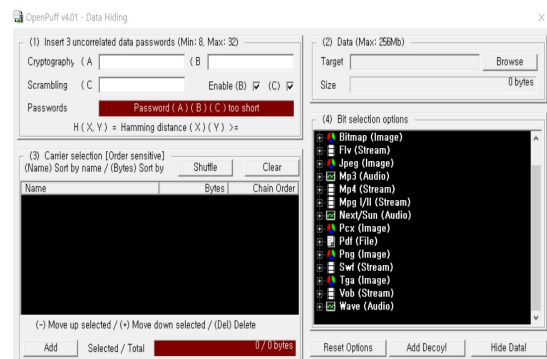 OpenPuff v4.01 - Data Hiding
X
(1) Insert 3 uncorrelated data passwords (Min: 8, Max: 32)
Cryptography ( A
( B
Scrambling ( C
Enable (B) (C)
Passwords
Password ( A ) ( B ) ( C ) too short
H ( X, Y ) = Hamming distance ( X ) ( Y ) >=
(2) Data (Max: 256Mb)
Target
Browse
Size
0 bytes
(3) Carrier selection [Order sensitive]
(Name) Sort by name / (Bytes) Sort by
Shuffle
Clear
Name
Bytes
Chain Order
(-) Move up selected / (+) Move down selected / (Del) Delete
Add
Selected / Total
0 / 0 bytes
(4) Bit selection options
Bitmap (Image)
Flv (Stream)
Jpeg (Image)
Mp3 (Audio)
Mp4 (Stream)
Mpg I/II (Stream)
Next/Sun (Audio)
Pcx (Image)
Pdf (File)
Png (Image)
Swf (Stream)
Tga (Image)
Vob (Stream)
Wave (Audio)
Reset Options
Add Decoy!
Hide Data!